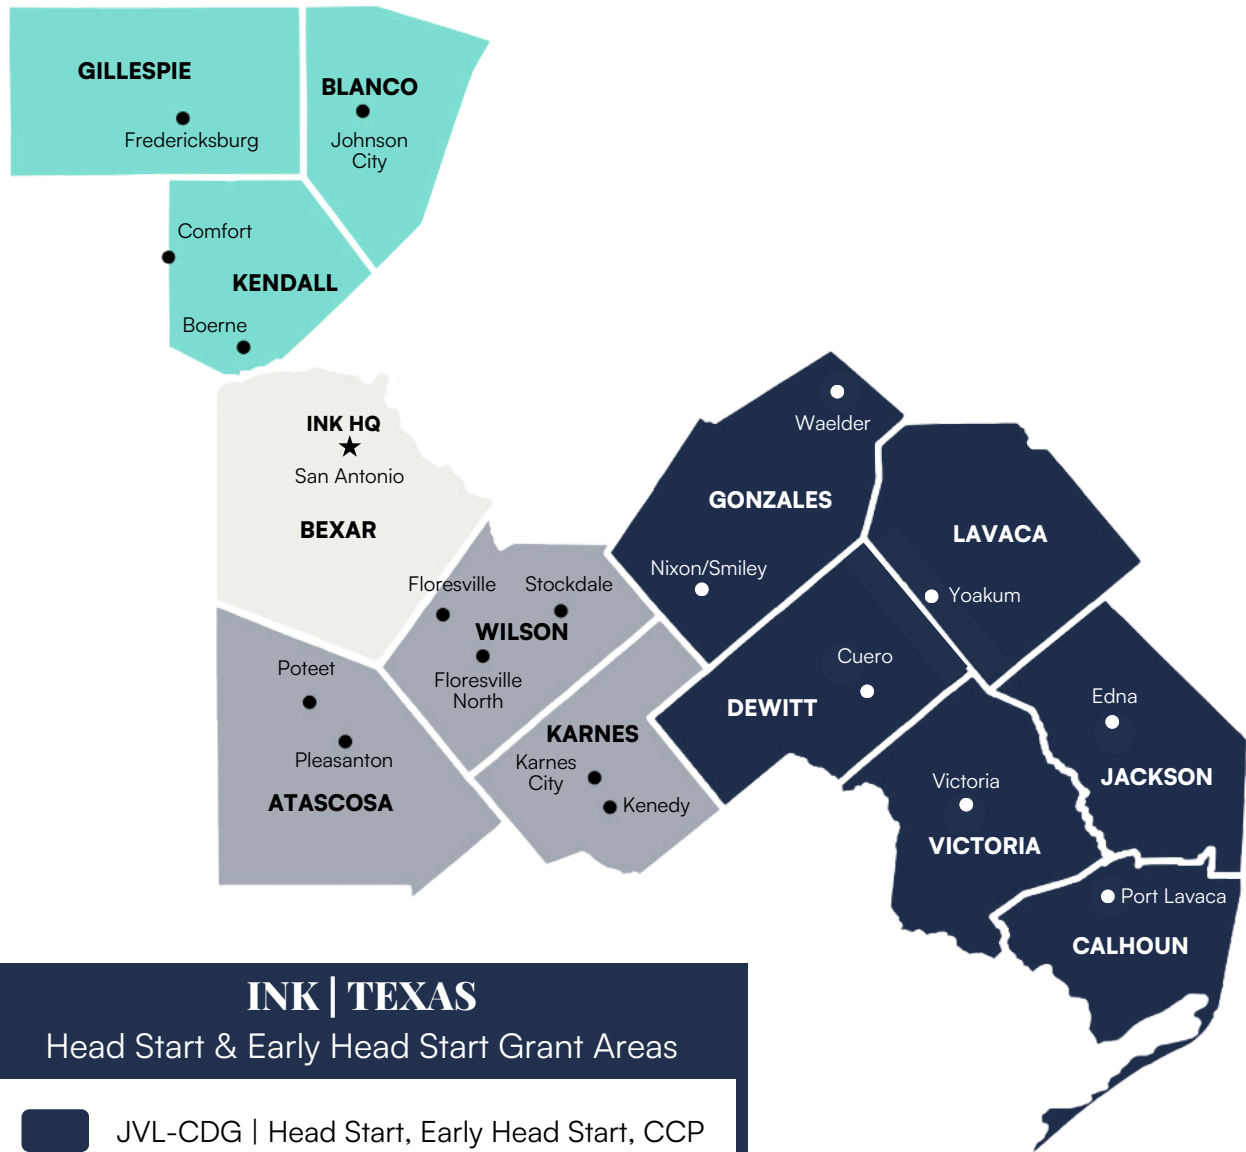 GILLESPIE
Fredericksburg
BLANCO
Johnson
City
Comfort
KENDALL
Boerne
INK HQ
San Antonio
BEXAR
Waelder
GONZALES
Nixon/Smiley
LAVACA
Yoakum
Floresville
Stockdale
WILSON
Floresville
North
Poteet
Pleasanton
ATASCOSA
KARNES
Karnes
City
Kenedy
Cuero
DEWITT
Edna
JACKSON
Victoria
VICTORIA
Port Lavaca
CALHOUN
INK | TEXAS
Head Start & Early Head Start Grant Areas
JVL-CDG | Head Start, Early Head Start, CCP